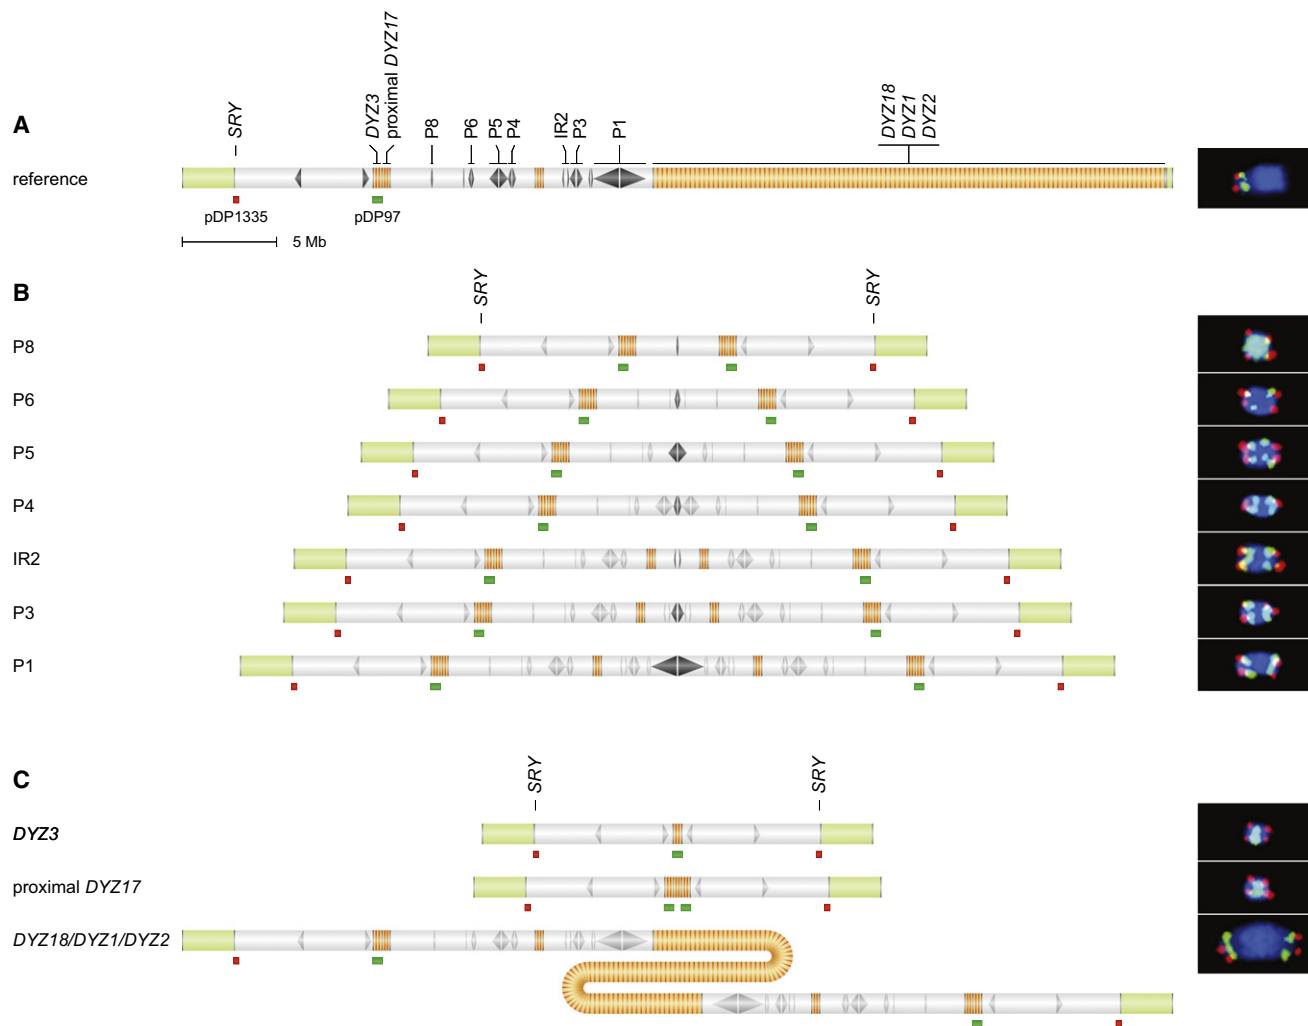 A
SRY
DYZ3
proximal DYZ17
P8
P6
P5
P4
IR2
P3
P1
DYZ18
DYZ1
DYZ2
reference
pDP1335
pDP97
5 Mb
B
SRY
SRY
P8
P6
P5
P4
IR2
P3
P1
C
SRY
SRY
DYZ3
proximal DYZ17
DYZ18/DYZ1/DYZ2